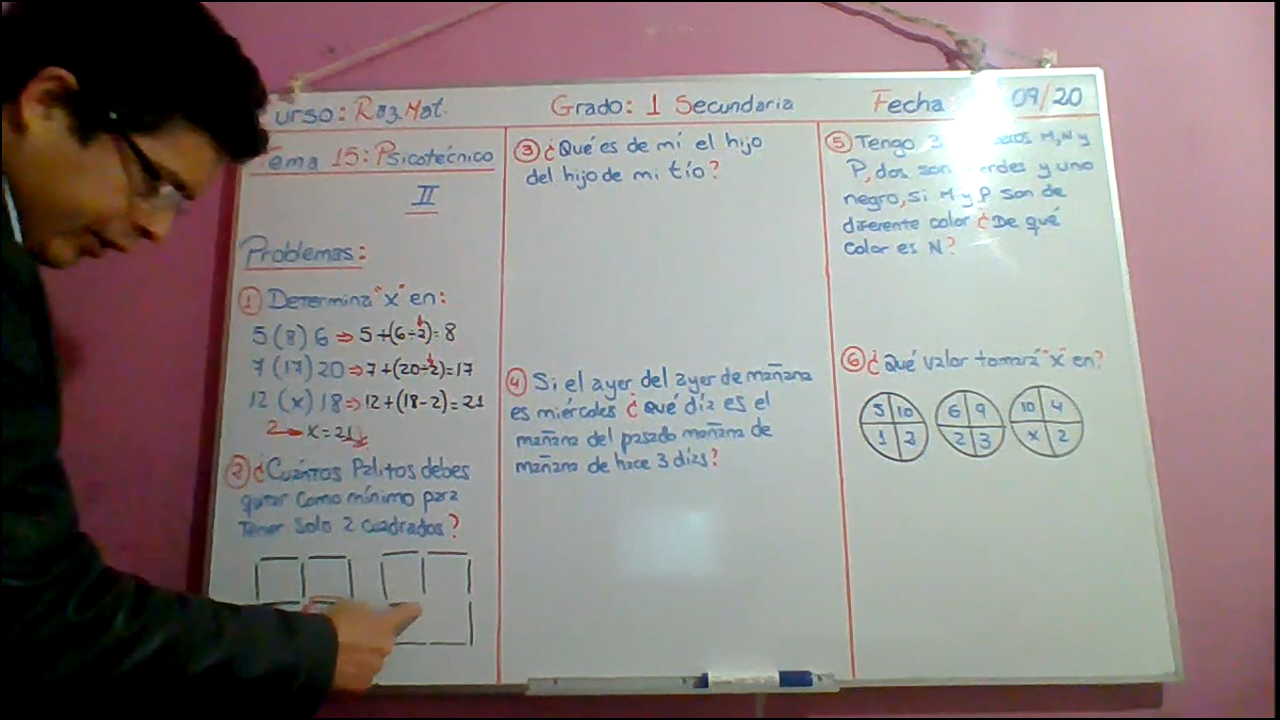 urso: Raz. Mat.
Grado: 1 Secundaria
Fecha 09/20
Tema 15: Psicotécnico
II
Problemas:
① Determina "x" en:
5 (8) 6 ⇒ 5 + (6÷2) = 8
7 (17) 20 ⇒ 7 + (20÷2) = 17
12 (x) 18 ⇒ 12 + (18-2) = 21
x = 21
② ¿Cuántos Palitos debes
quitar como mínimo para
Tener solo 2 cuadrados?
③ ¿Qué es de mí el hijo
del hijo de mi tío?
④ Si el ayer del ayer de mañana
es miércoles ¿Qué día es el
mañana del pasado mañana de
mañana de hace 3 días?
⑤ Tengo 3 M, N y
P, dos son y uno
negro, si M y P son de
diferente color ¿De qué
color es N?
⑥ ¿Qué valor tomará "x" en?
5 10 6 9 10 4
1 3 2 3 x 2